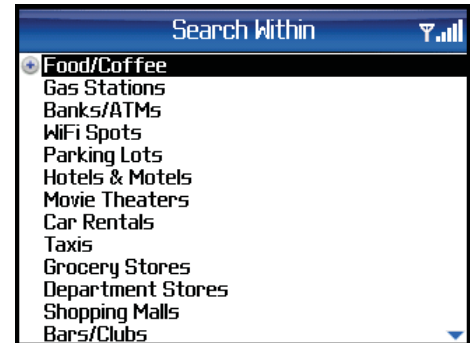 Search Within
Food/Coffee
Gas Stations
Banks/ATMs
WiFi Spots
Parking Lots
Hotels & Motels
Movie Theaters
Car Rentals
Taxis
Grocery Stores
Department Stores
Shopping Malls
Bars/Clubs